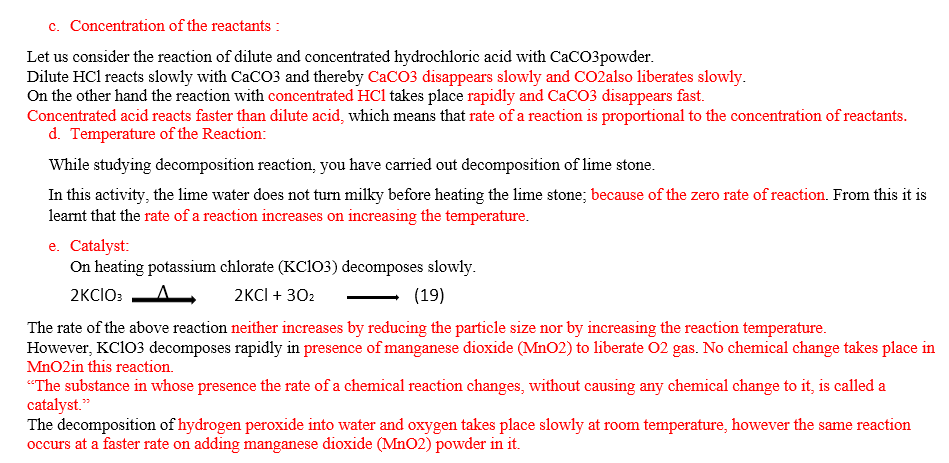 c. Concentration of the reactants :
Let us consider the reaction of dilute and concentrated hydrochloric acid with CaCO3powder.
Dilute HCl reacts slowly with CaCO3 and thereby CaCO3 disappears slowly and CO2also liberates slowly.
On the other hand the reaction with concentrated HCl takes place rapidly and CaCO3 disappears fast.
Concentrated acid reacts faster than dilute acid, which means that rate of a reaction is proportional to the concentration of reactants.
d. Temperature of the Reaction:
While studying decomposition reaction, you have carried out decomposition of lime stone.
In this activity, the lime water does not turn milky before heating the lime stone; because of the zero rate of reaction. From this it is
learnt that the rate of a reaction increases on increasing the temperature.
e. Catalyst:
On heating potassium chlorate (KClO3) decomposes slowly.
2KClO₃ Δ→ 2KCl + 3O₂ → (19)
The rate of the above reaction neither increases by reducing the particle size nor by increasing the reaction temperature.
However, KClO3 decomposes rapidly in presence of manganese dioxide (MnO2) to liberate O2 gas. No chemical change takes place in
MnO2in this reaction.
“The substance in whose presence the rate of a chemical reaction changes, without causing any chemical change to it, is called a
catalyst.”
The decomposition of hydrogen peroxide into water and oxygen takes place slowly at room temperature, however the same reaction
occurs at a faster rate on adding manganese dioxide (MnO2) powder in it.